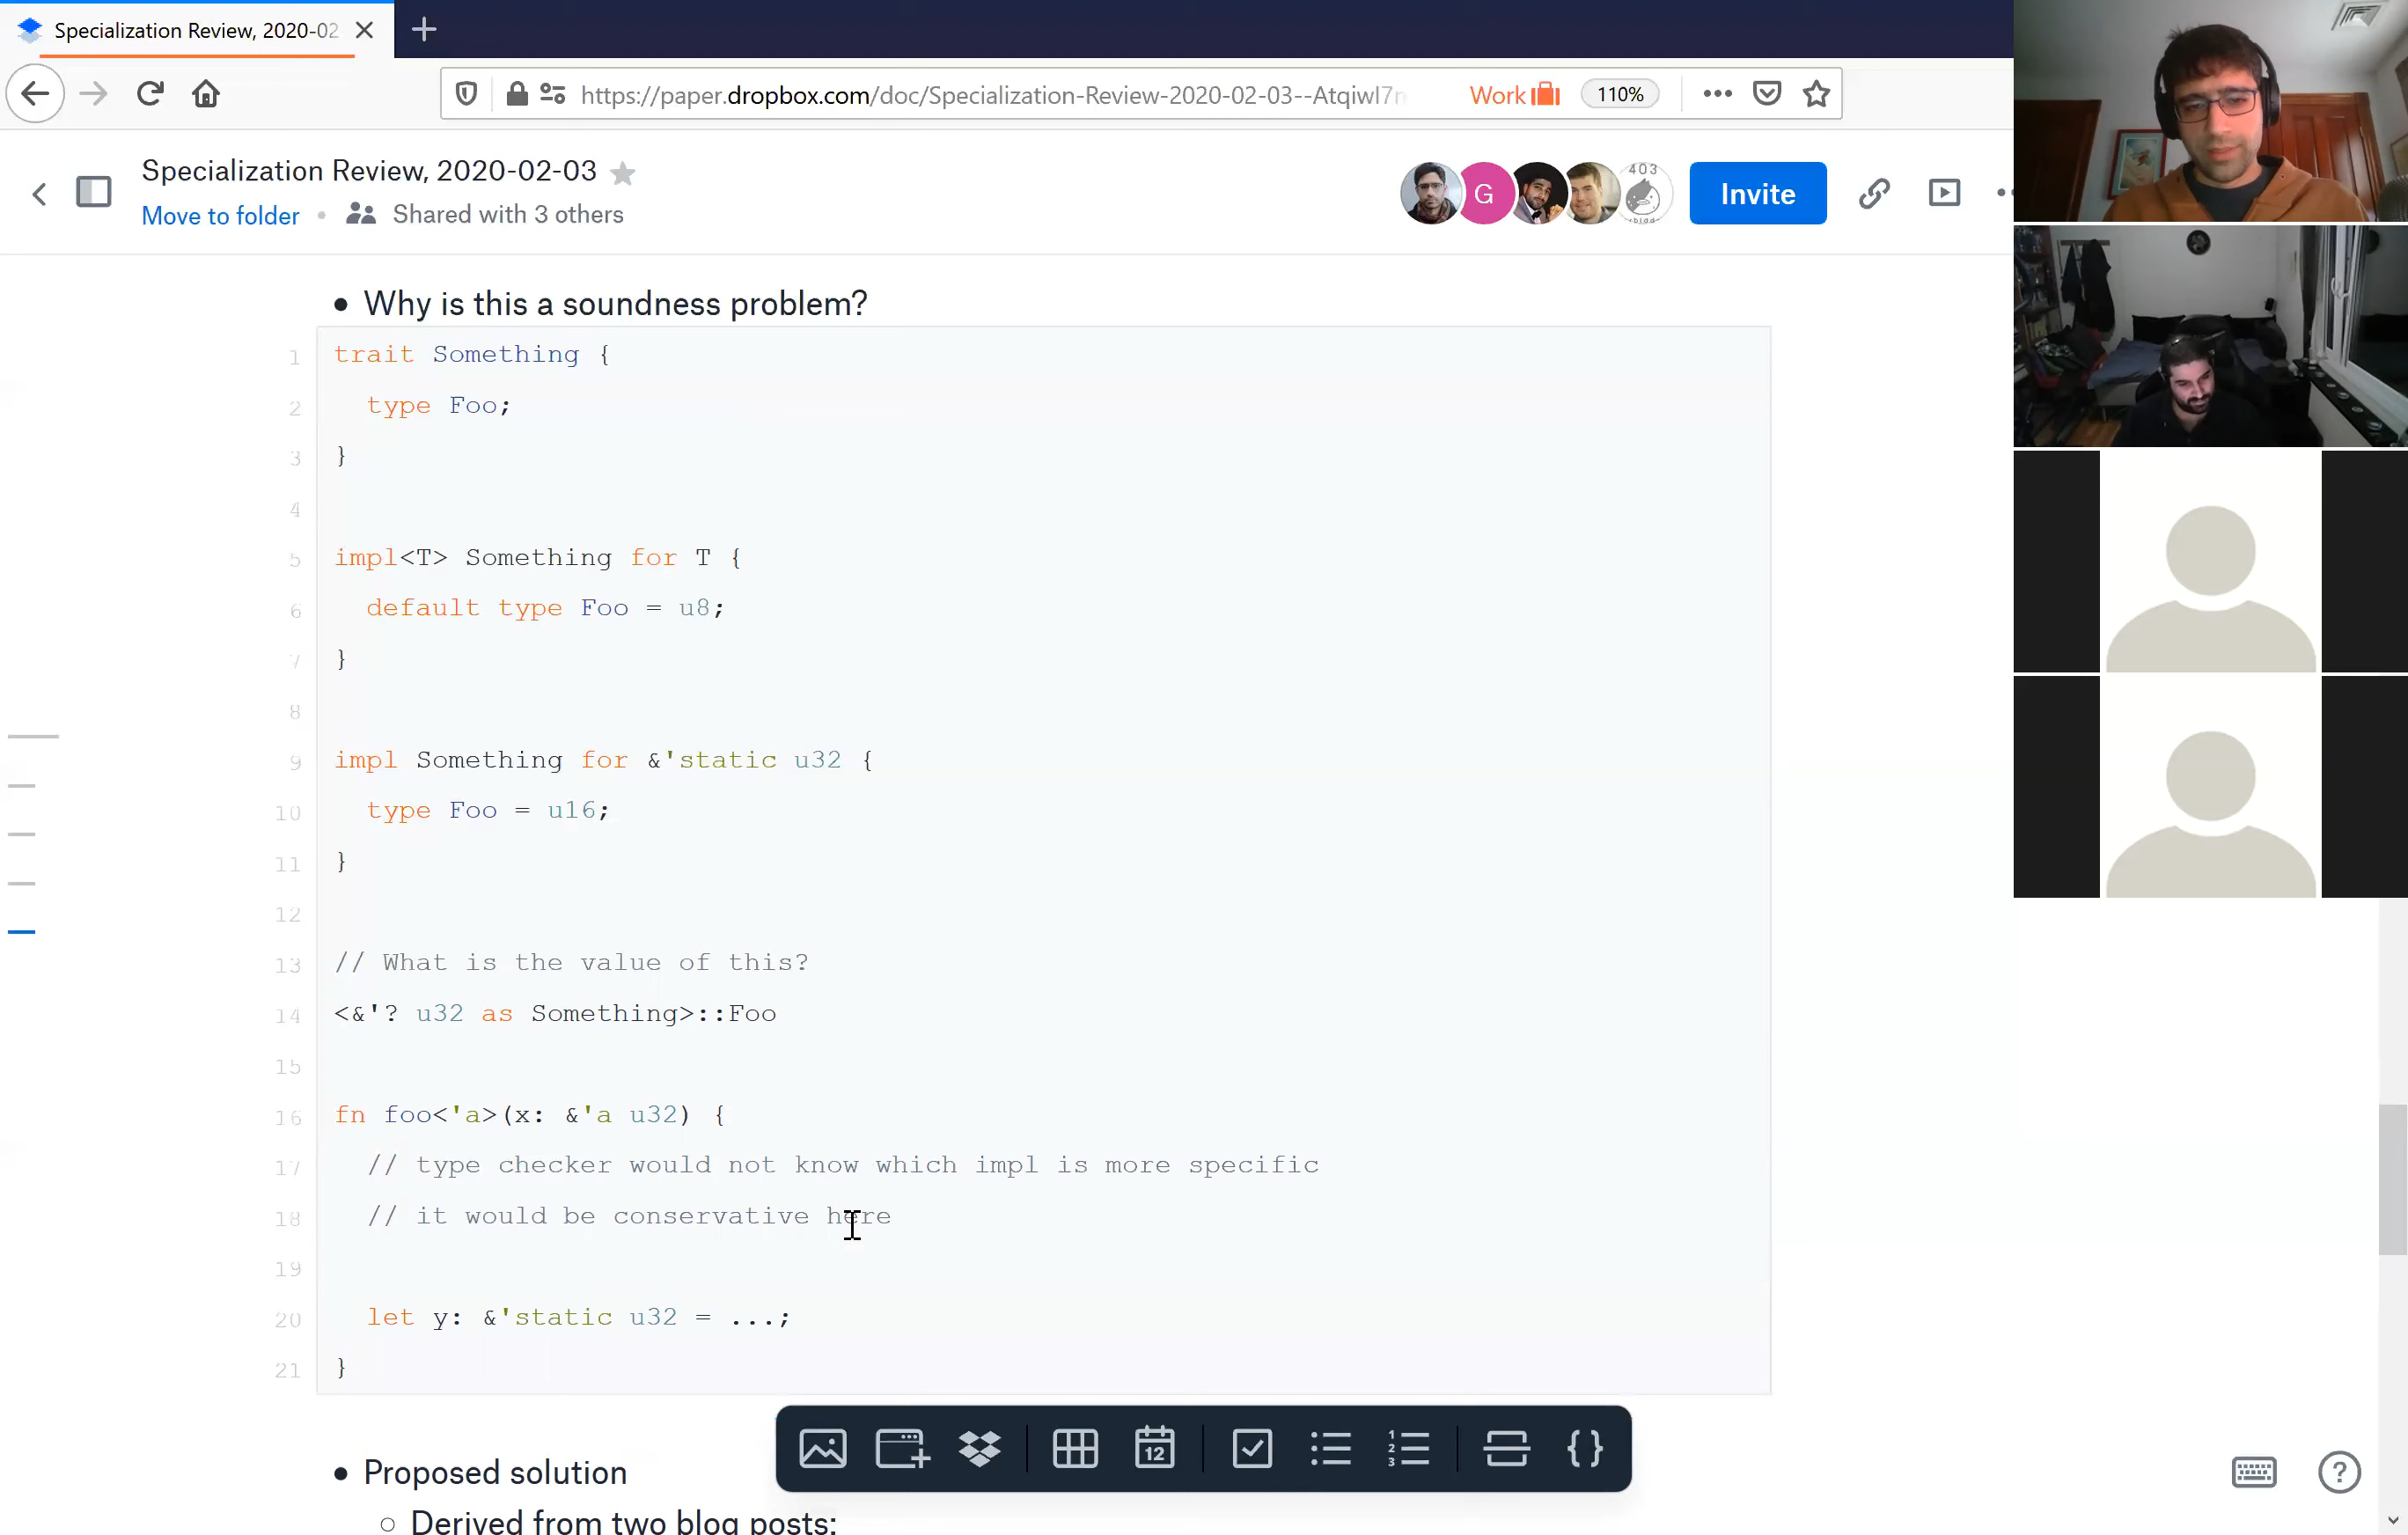 Specialization Review, 2020-02
https://paper.dropbox.com/doc/Specialization-Review-2020-02-03--AtqiwI7
Work
110%
Specialization Review, 2020-02-03
Move to folder • Shared with 3 others
G
403
Invite
• Why is this a soundness problem?
1 trait Something {
2   type Foo;
3 }
4
5 impl<T> Something for T {
6   default type Foo = u8;
7 }
8
9 impl Something for &'static u32 {
10   type Foo = u16;
11 }
12
13 // What is the value of this?
14 <&'? u32 as Something>::Foo
15
16 fn foo<'a>(x: &'a u32) {
17   // type checker would not know which impl is more specific
18   // it would be conservative here
19
20   let y: &'static u32 = ...;
21 }
12
1
2
3
{}
?
• Proposed solution
○ Derived from two blog posts: